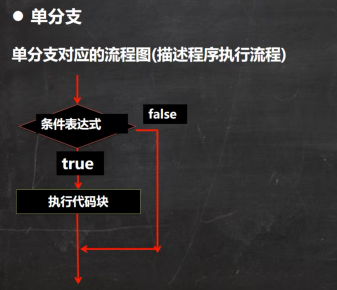 ● 单分支
单分支对应的流程图(描述程序执行流程)
条件表达式
false
true
执行代码块